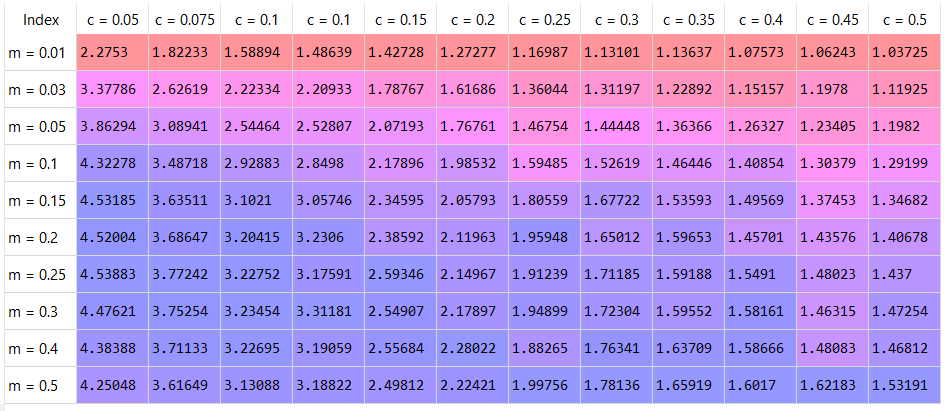 Index c = 0.05 c = 0.075 c = 0.1 c = 0.1 c = 0.15 c = 0.2 c = 0.25 c = 0.3 c = 0.35 c = 0.4 c = 0.45 c = 0.5
m = 0.01 2.2753 1.82233 1.58894 1.48639 1.42728 1.27277 1.16987 1.13101 1.13637 1.07573 1.06243 1.03725
m = 0.03 3.37786 2.62619 2.22334 2.20933 1.78767 1.61686 1.36044 1.31197 1.22892 1.15157 1.1978 1.11925
m = 0.05 3.86294 3.08941 2.54464 2.52807 2.07193 1.76761 1.46754 1.44448 1.36366 1.26327 1.23405 1.1982
m = 0.1 4.32278 3.48718 2.92883 2.8498 2.17896 1.98532 1.59485 1.52619 1.46446 1.40854 1.30379 1.29199
m = 0.15 4.53185 3.63511 3.1021 3.05746 2.34595 2.05793 1.80559 1.67722 1.53593 1.49569 1.37453 1.34682
m = 0.2 4.52004 3.68647 3.20415 3.2306 2.38592 2.11963 1.95948 1.65012 1.59653 1.45701 1.43576 1.40678
m = 0.25 4.53883 3.77242 3.22752 3.17591 2.59346 2.14967 1.91239 1.71185 1.59188 1.5491 1.48023 1.437
m = 0.3 4.47621 3.75254 3.23454 3.31181 2.54907 2.17897 1.94899 1.72304 1.59552 1.58161 1.46315 1.47254
m = 0.4 4.38388 3.71133 3.22695 3.19059 2.55684 2.28022 1.88265 1.76341 1.63709 1.58666 1.48083 1.46812
m = 0.5 4.25048 3.61649 3.13088 3.18822 2.49812 2.22421 1.99756 1.78136 1.65919 1.6017 1.62183 1.53191